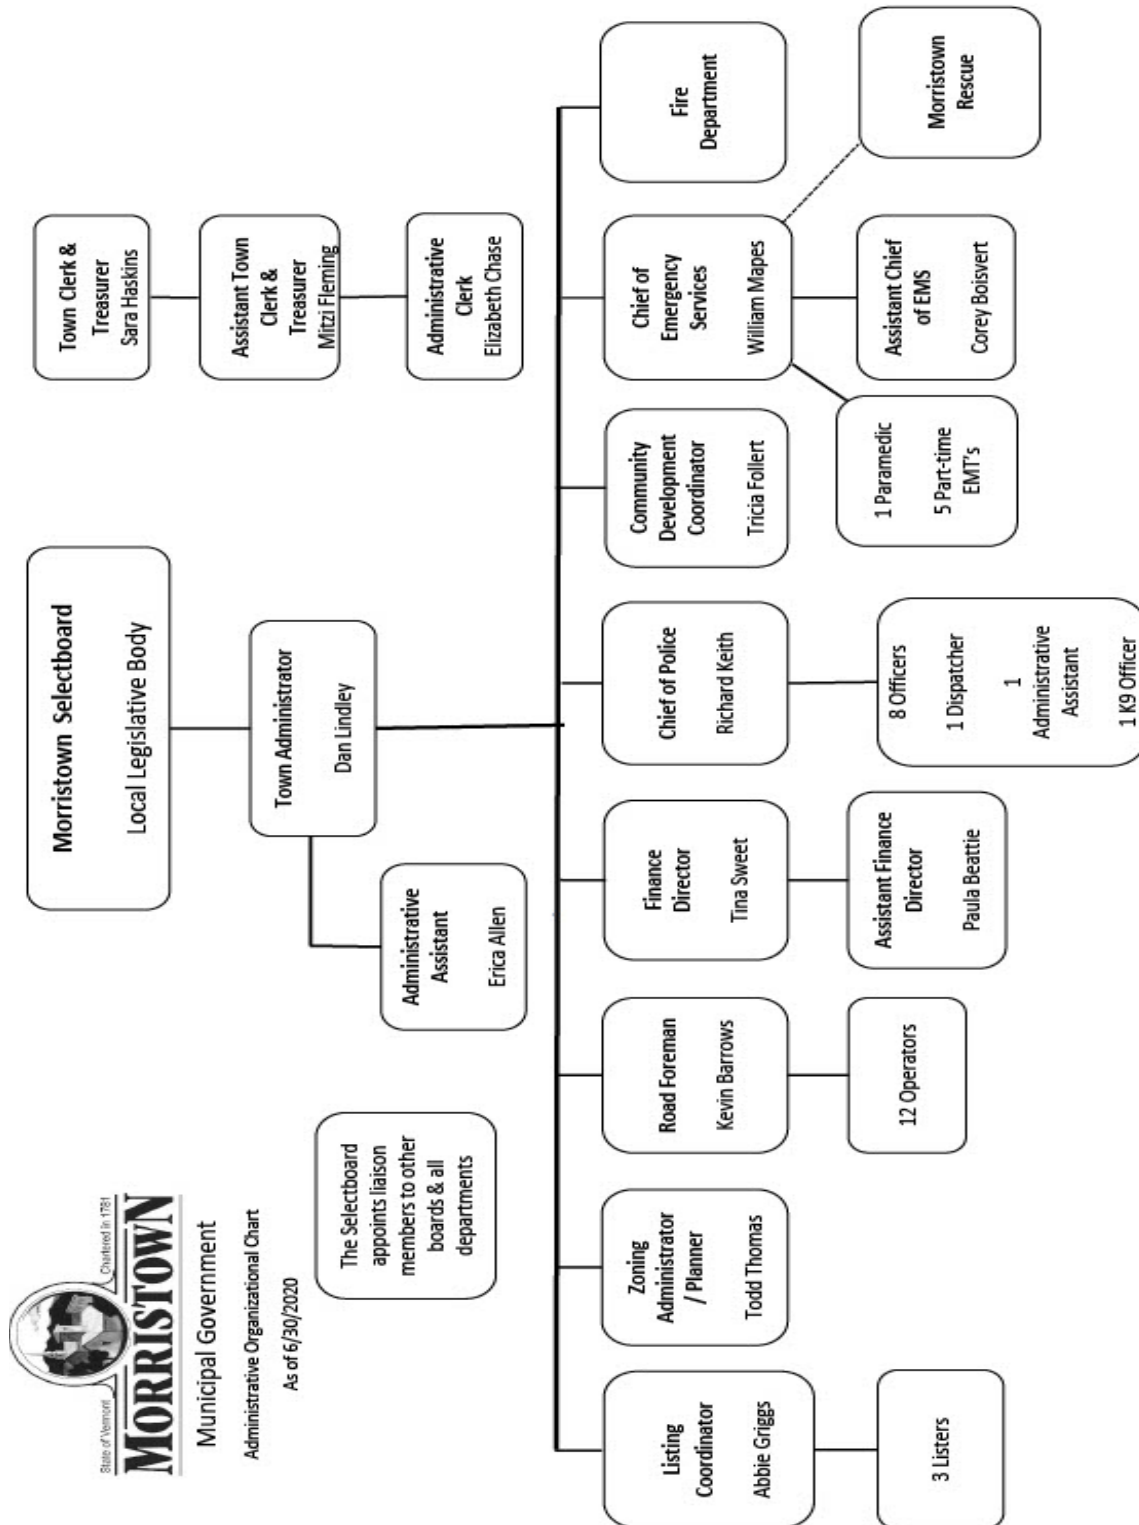 State of Vermont
Chartered in 1781
MORRISTOWN
Municipal Government
Administrative Organizational Chart
As of 6/30/2020
The Selectboard
appoints liaison
members to other
boards & all
departments
Morristown Selectboard
Local Legislative Body
Town Administrator
Dan Lindley
Administrative
Assistant
Erica Allen
Town Clerk &
Treasurer
Sara Haskins
Assistant Town
Clerk &
Treasurer
Mitzi Fleming
Administrative
Clerk
Elizabeth Chase
Listing
Coordinator
Abbie Griggs
3 Listers
Zoning
Administrator
/ Planner
Todd Thomas
Road Foreman
Kevin Barrows
12 Operators
Finance
Director
Tina Sweet
Assistant Finance
Director
Paula Beattie
Chief of Police
Richard Keith
8 Officers
1 Dispatcher
1
Administrative
Assistant
1 K9 Officer
Community
Development
Coordinator
Tricia Follert
Chief of
Emergency
Services
William Mapes
1 Paramedic
5 Part-time
EMT's
Assistant Chief
of EMS
Corey Boisvert
Fire
Department
Morristown
Rescue